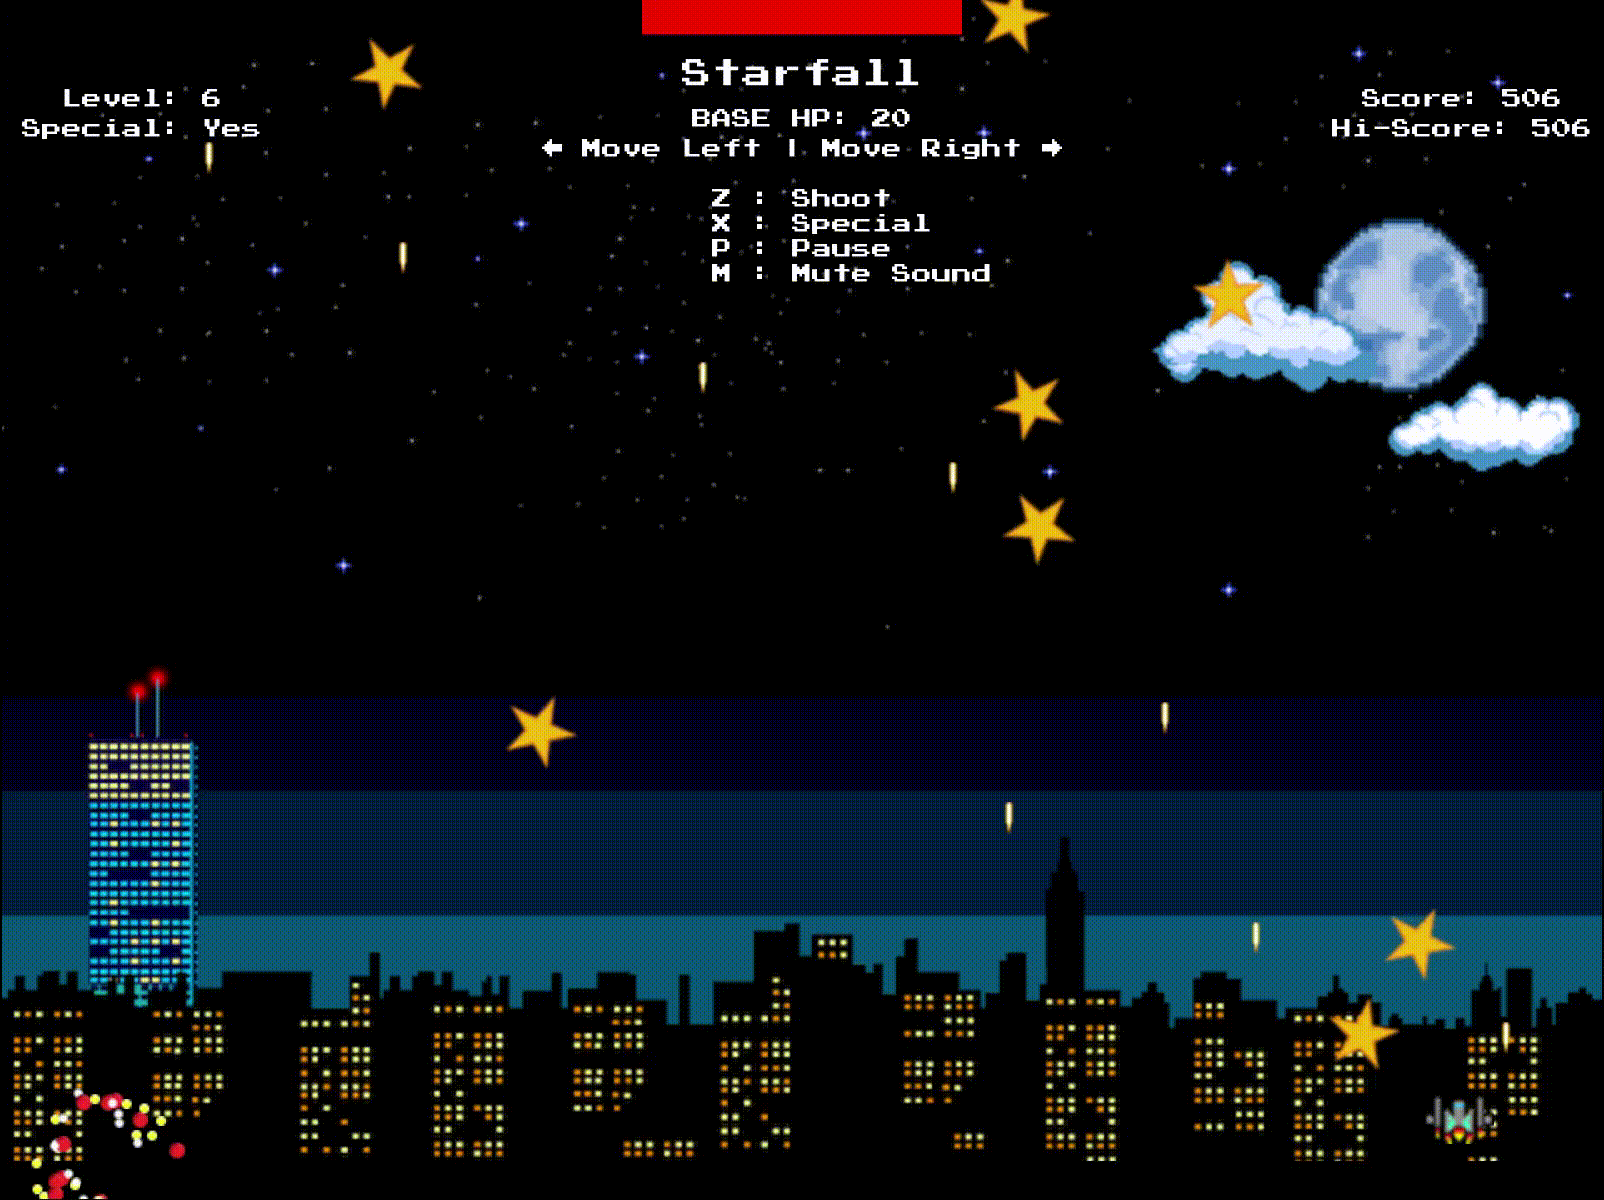 Starfall
Level: 6
Special: Yes
BASE HP: 20
Score: 506
Hi-Score: 506
← Move Left | Move Right →
Z : Shoot
X : Special
P : Pause
M : Mute Sound